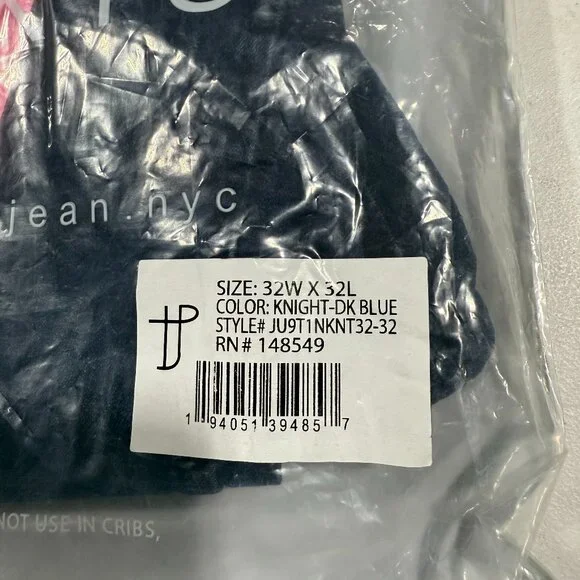 jean.nyc
SIZE: 32W X 32L
COLOR: KNIGHT-DK BLUE
STYLE# JU9T1NKNT32-32
RN # 148549
1 94051 39485 7
NOT USE IN CRIBS,